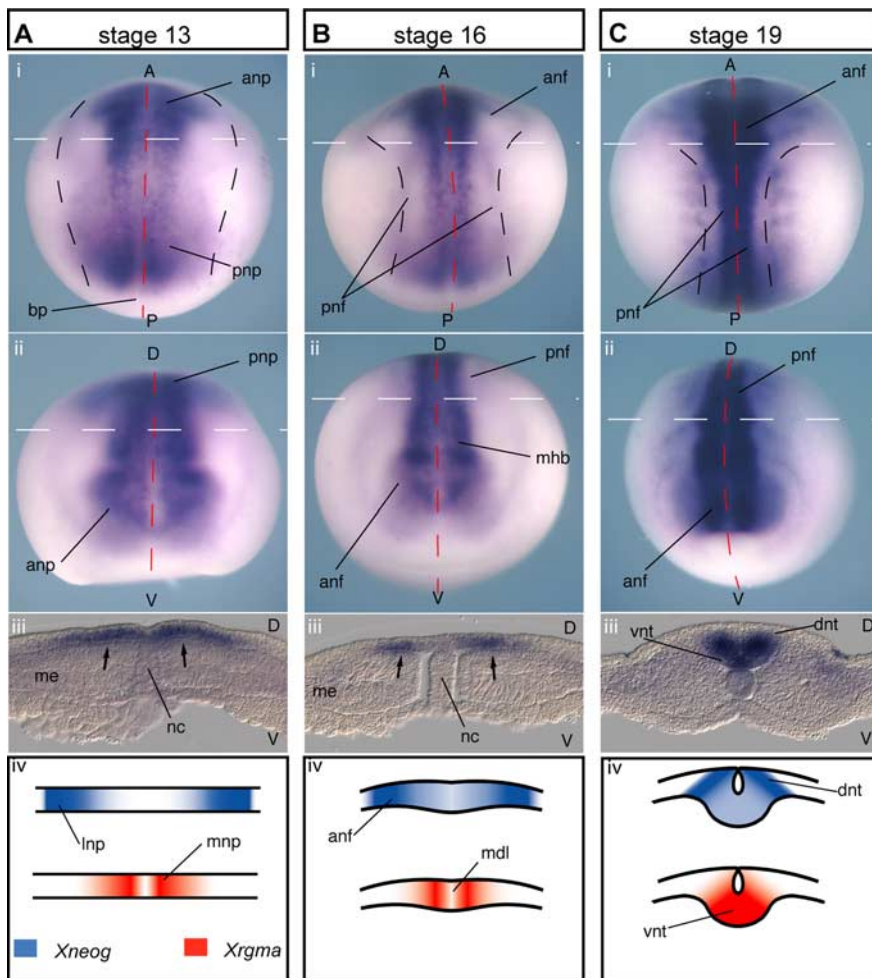 A stage 13
B stage 16
C stage 19
i
A
anp
pnp
bp
P
i
A
anf
pnf
P
i
A
anf
pnf
P
ii
D
pnp
anp
V
ii
D
pnf
mhb
anf
V
ii
D
pnf
anf
V
iii
D
me
nc
V
iii
D
me
nc
V
iii
D
vnt
dnt
V
iv
lnp
mnp
Xneog
Xrgma
iv
anf
mdl
iv
dnt
vnt